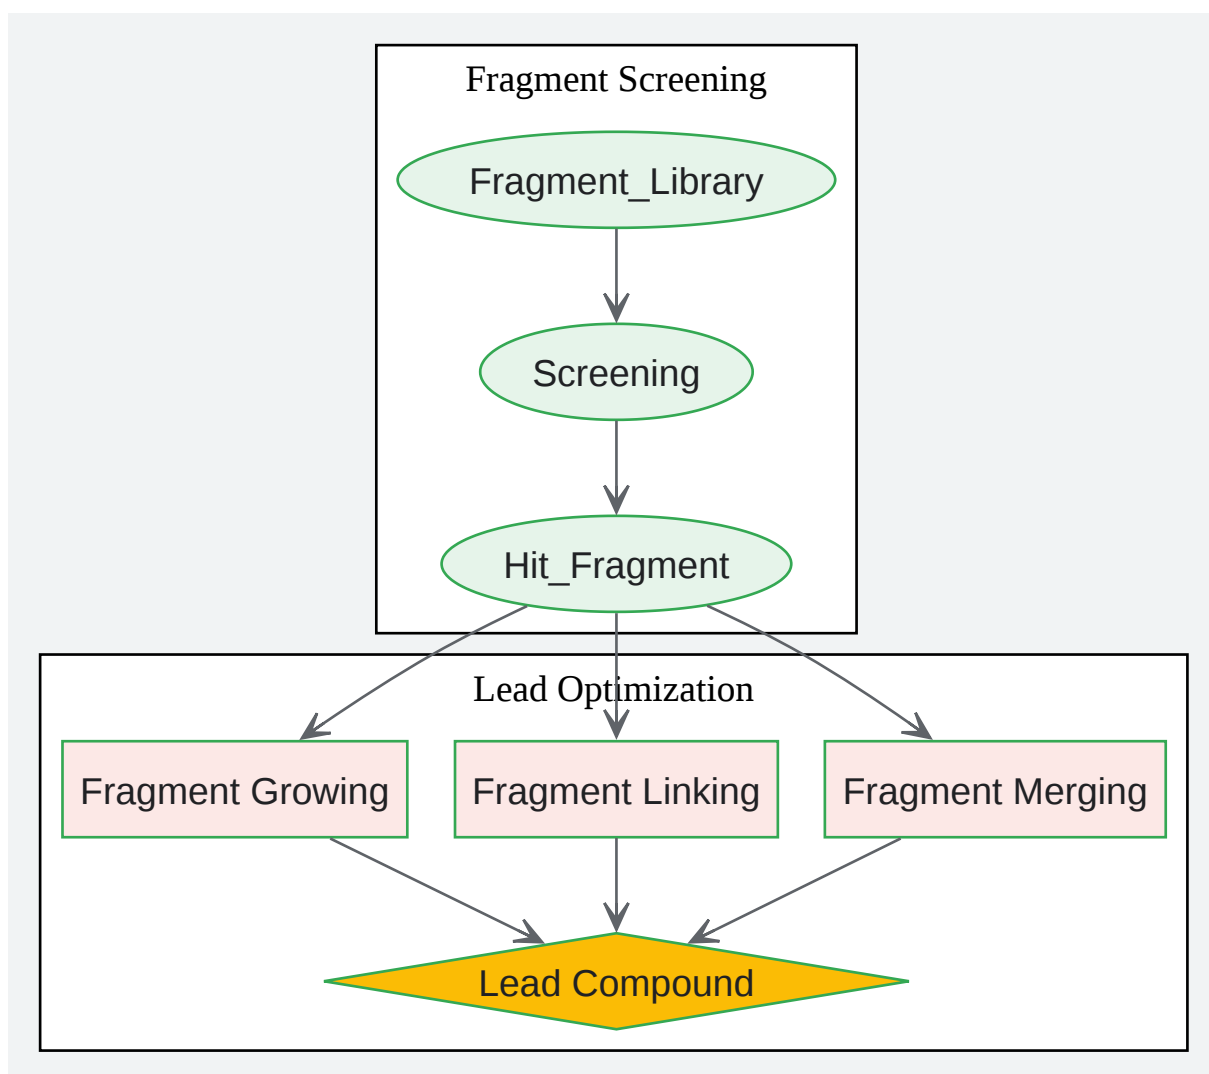 Fragment Screening
Fragment_Library
Screening
Hit_Fragment
Lead Optimization
Fragment Growing
Fragment Linking
Fragment Merging
Lead Compound